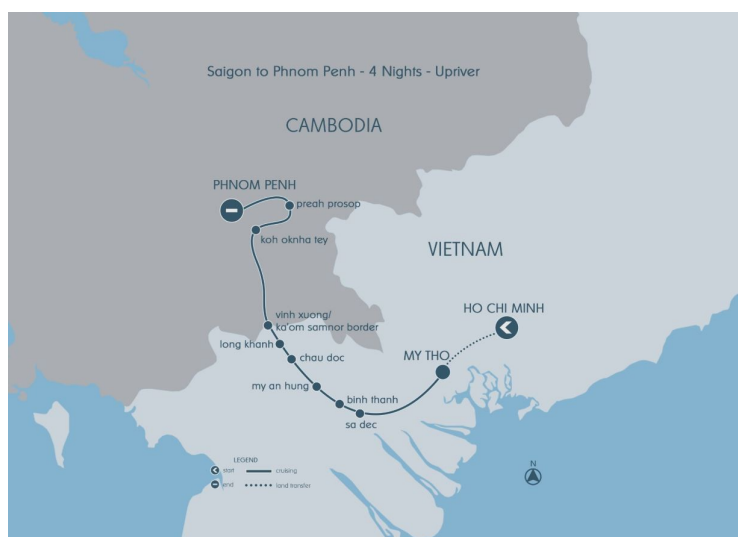 Saigon to Phnom Penh - 4 Nights - Upriver
CAMBODIA
PHNOM PENH
preah prosop
koh oknha tey
VIETNAM
HO CHI MINH
vinh xuong/
ka'om samnor border
long khanh
chau doc
MY THO
my an hung
binh thanh
sa dec
LEGEND
start
cruising
end
land transfer
N